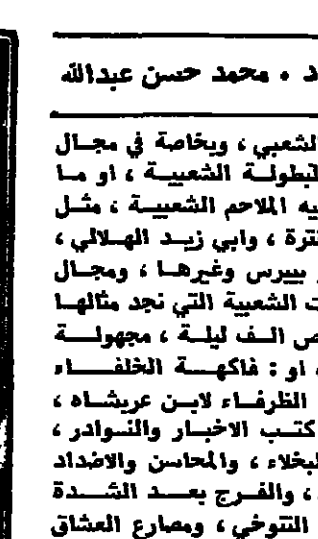 د . محمد حسن عبدالله
الشعبي ، وبخاصة في مجال
البطولة الشعبية ، او ما
الملاحم الشعبية ، مثل
عنترة ، وابي زيد الهلالي ،
بيبرس وغيرها ، ومجال
الشعبية التي نجد مثالها
الف ليلة ، مجهولة
او : فاكهة الخلفاء
الظرفاء لابن عربشاه ،
كتب الاخبار والنوادر ،
البخلاء ، والمحاسن والاضداد
، والفرج بعد الشدة
التنوخي ، ومصارع العشاق